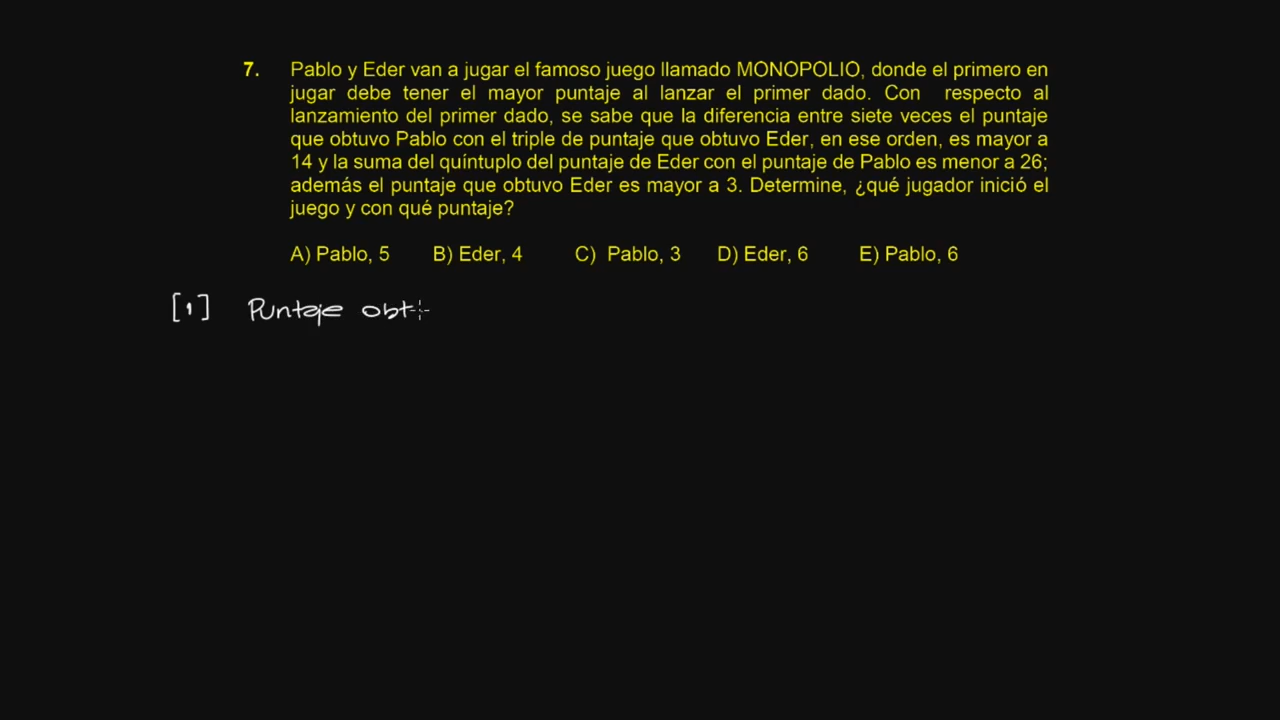 7. Pablo y Eder van a jugar el famoso juego llamado MONOPOLIO, donde el primero en
jugar debe tener el mayor puntaje al lanzar el primer dado. Con respecto al
lanzamiento del primer dado, se sabe que la diferencia entre siete veces el puntaje
que obtuvo Pablo con el triple de puntaje que obtuvo Eder, en ese orden, es mayor a
14 y la suma del quíntuplo del puntaje de Eder con el puntaje de Pablo es menor a 26;
además el puntaje que obtuvo Eder es mayor a 3. Determine, ¿qué jugador inició el
juego y con qué puntaje?
A) Pablo, 5 B) Eder, 4 C) Pablo, 3 D) Eder, 6 E) Pablo, 6
[1] Puntaje obt